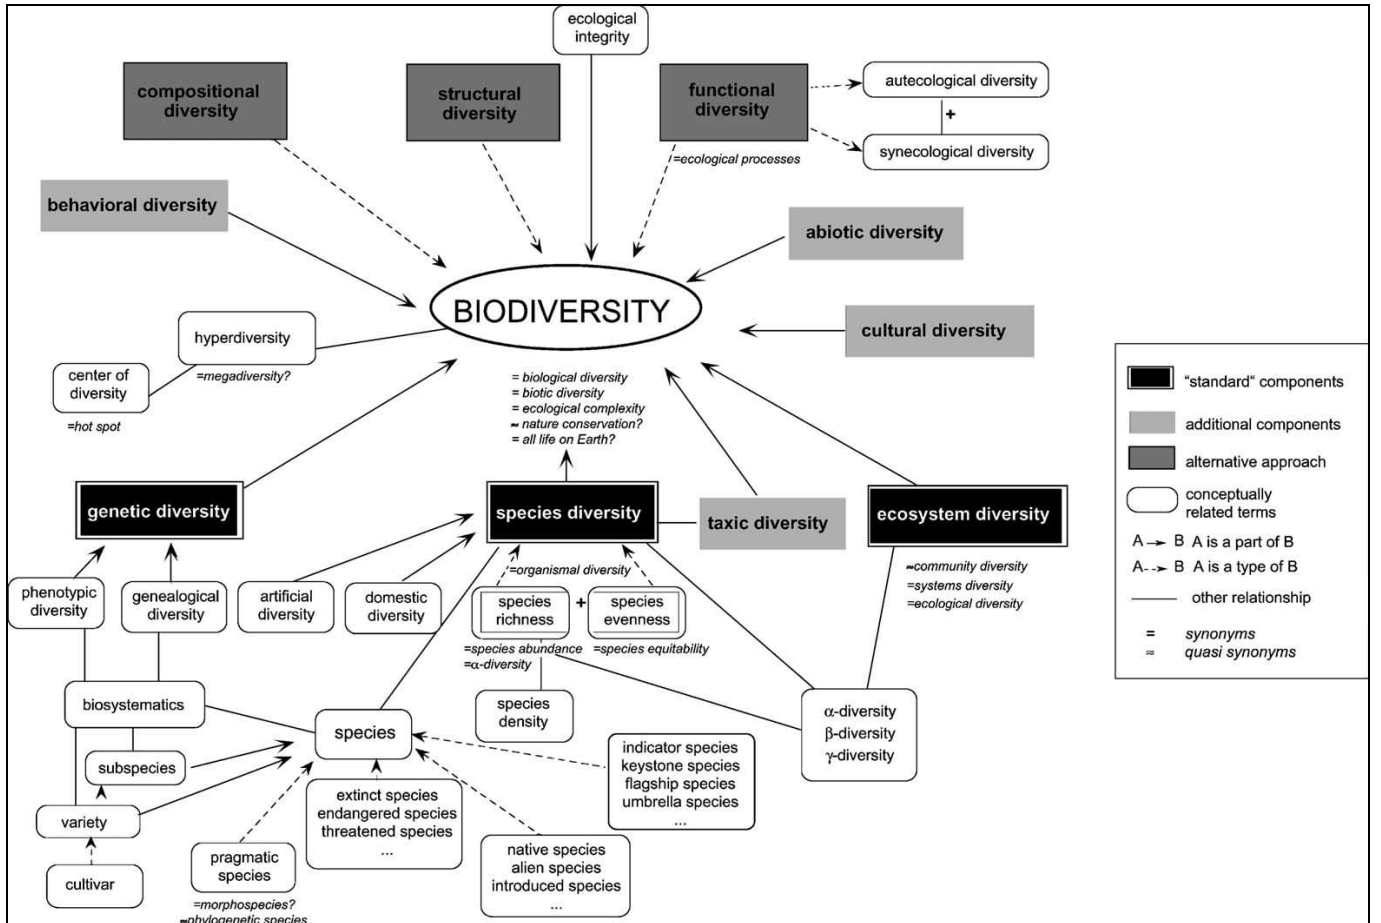 ecological
integrity
compositional
diversity
structural
diversity
functional
diversity
autecological diversity
+
synecological diversity
=ecological processes
behavioral diversity
abiotic diversity
BIODIVERSITY
cultural diversity
hyperdiversity
=megadiversity?
center of
diversity
=hot spot
= biological diversity
= biotic diversity
= ecological complexity
≈ nature conservation?
= all life on Earth?
genetic diversity
species diversity
taxic diversity
ecosystem diversity
≈community diversity
=systems diversity
=ecological diversity
=organismal diversity
phenotypic
diversity
genealogical
diversity
artificial
diversity
domestic
diversity
species
richness
+
species
evenness
=species abundance
=α-diversity
=species equitability
species
density
biosystematics
species
α-diversity
β-diversity
γ-diversity
subspecies
variety
cultivar
pragmatic
species
=morphospecies?
≈phylogenetic species
extinct species
endangered species
threatened species
...
native species
alien species
introduced species
...
indicator species
keystone species
flagship species
umbrella species
...
"standard" components
additional components
alternative approach
conceptually
related terms
A → B A is a part of B
A --> B A is a type of B
other relationship
= synonyms
≈ quasi synonyms